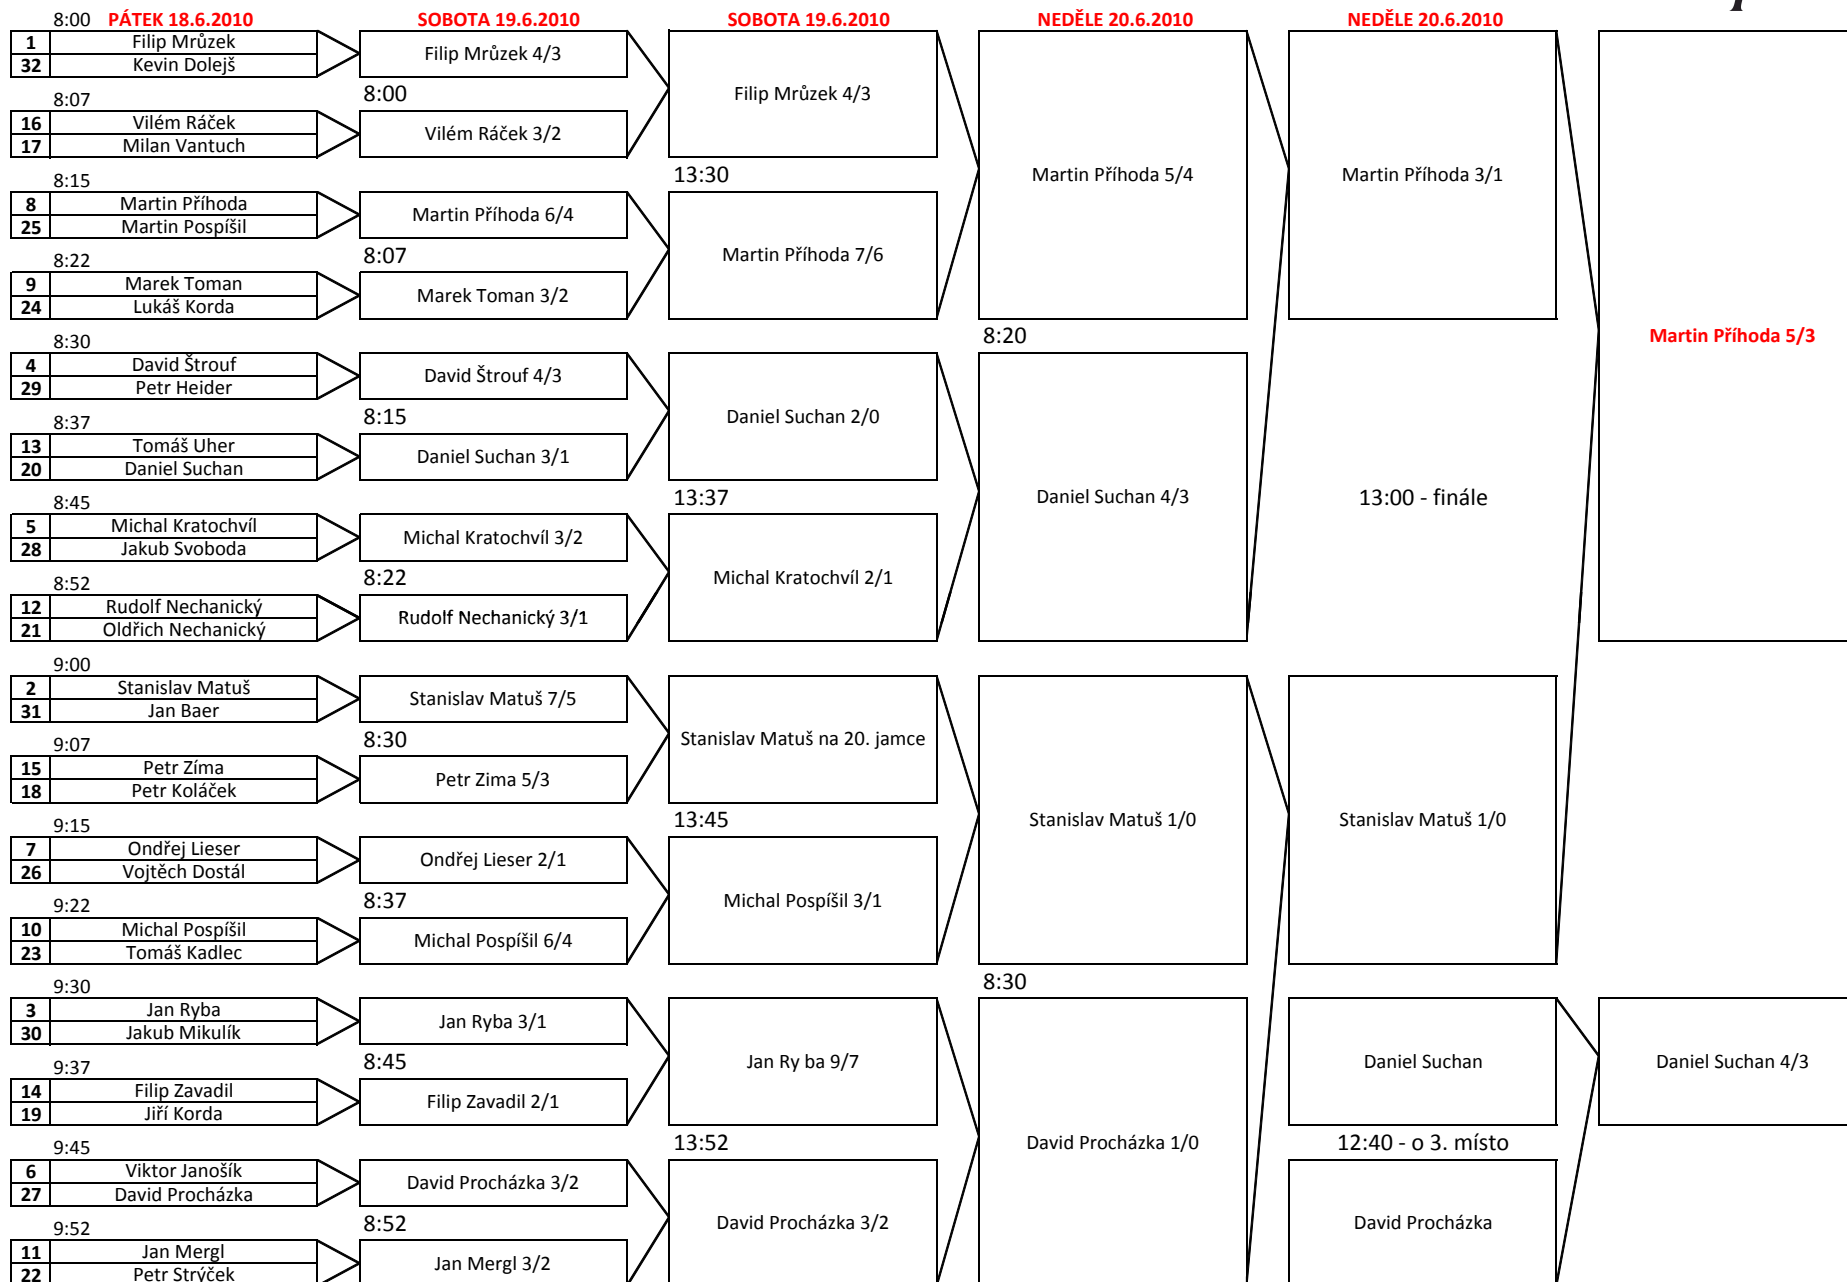 8:00 PÁTEK 18.6.2010 SOBOTA 19.6.2010 SOBOTA 19.6.2010 NEDĚLE 20.6.2010 NEDĚLE 20.6.2010
1 Filip Mrůzek
32 Kevin Dolejš
Filip Mrůzek 4/3
8:07
8:00
16 Vilém Ráček
17 Milan Vantuch
Vilém Ráček 3/2
Filip Mrůzek 4/3
8:15
13:30
8 Martin Příhoda
25 Martin Pospíšil
Martin Příhoda 6/4
8:22
8:07
9 Marek Toman
24 Lukáš Korda
Marek Toman 3/2
Martin Příhoda 7/6
Martin Příhoda 5/4
Martin Příhoda 3/1
8:30
8:20
4 David Štrouf
29 Petr Heider
David Štrouf 4/3
8:37
8:15
13 Tomáš Uher
20 Daniel Suchan
Daniel Suchan 3/1
Daniel Suchan 2/0
Martin Příhoda 5/3
8:45
13:37
5 Michal Kratochvíl
28 Jakub Svoboda
Michal Kratochvíl 3/2
8:52
8:22
12 Rudolf Nechanický
21 Oldřich Nechanický
Rudolf Nechanický 3/1
Michal Kratochvíl 2/1
Daniel Suchan 4/3
13:00 - finále
9:00
2 Stanislav Matuš
31 Jan Baer
Stanislav Matuš 7/5
9:07
8:30
15 Petr Zíma
18 Petr Koláček
Petr Zima 5/3
Stanislav Matuš na 20. jamce
9:15
13:45
7 Ondřej Lieser
26 Vojtěch Dostál
Ondřej Lieser 2/1
9:22
8:37
10 Michal Pospíšil
23 Tomáš Kadlec
Michal Pospíšil 6/4
Michal Pospíšil 3/1
Stanislav Matuš 1/0
Stanislav Matuš 1/0
9:30
8:30
3 Jan Ryba
30 Jakub Mikulík
Jan Ryba 3/1
9:37
8:45
14 Filip Zavadil
19 Jiří Korda
Filip Zavadil 2/1
Jan Ry ba 9/7
Daniel Suchan
Daniel Suchan 4/3
9:45
13:52
David Procházka 1/0
12:40 - o 3. místo
6 Viktor Janošík
27 David Procházka
David Procházka 3/2
9:52
8:52
11 Jan Mergl
22 Petr Strýček
Jan Mergl 3/2
David Procházka 3/2
David Procházka